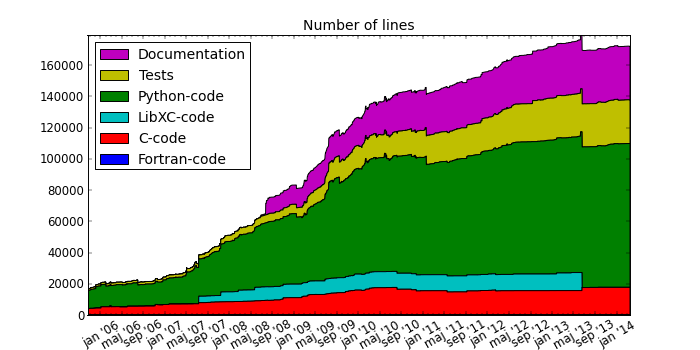 Number of lines
Documentation
Tests
Python-code
LibXC-code
C-code
Fortran-code
160000
140000
120000
100000
80000
60000
40000
20000
0
jan '06 maj '06 sep '06 jan '07 maj '07 sep '07 jan '08 maj '08 sep '08 jan '09 maj '09 sep '09 jan '10 maj '10 sep '10 jan '11 maj '11 sep '11 jan '12 maj '12 sep '12 jan '13 maj '13 sep '13 jan '14